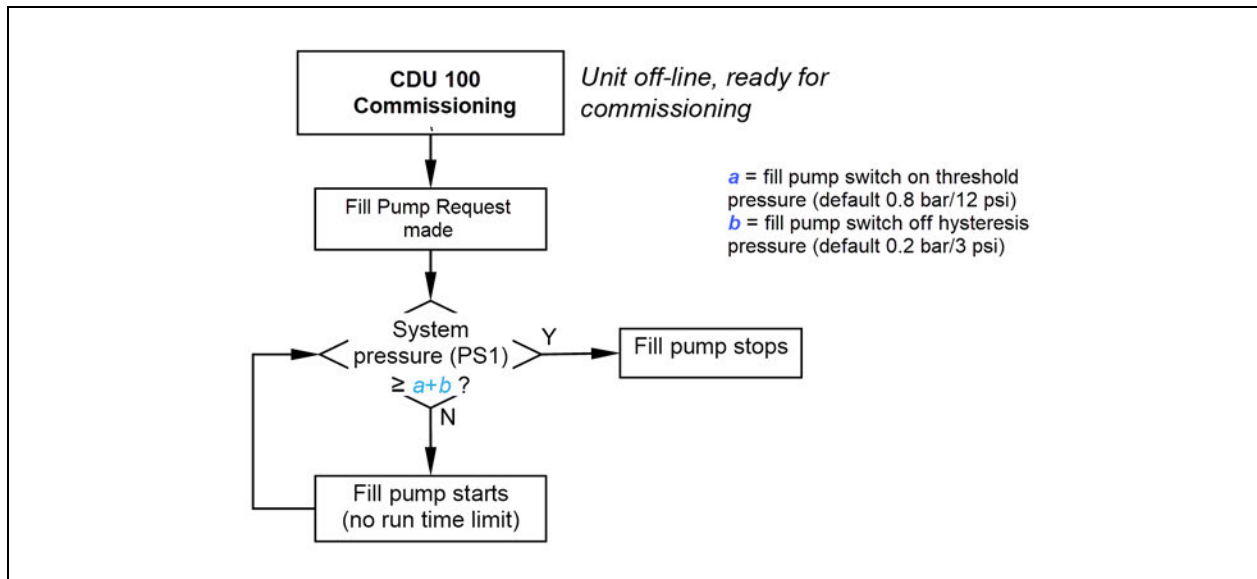 CDU 100
Commissioning
Unit off-line, ready for
commissioning
a = fill pump switch on threshold
pressure (default 0.8 bar/12 psi)
b = fill pump switch off hysteresis
pressure (default 0.2 bar/3 psi)
Fill Pump Request
made
System
pressure (PS1)
≥ a+b ?
Y
Fill pump stops
N
Fill pump starts
(no run time limit)